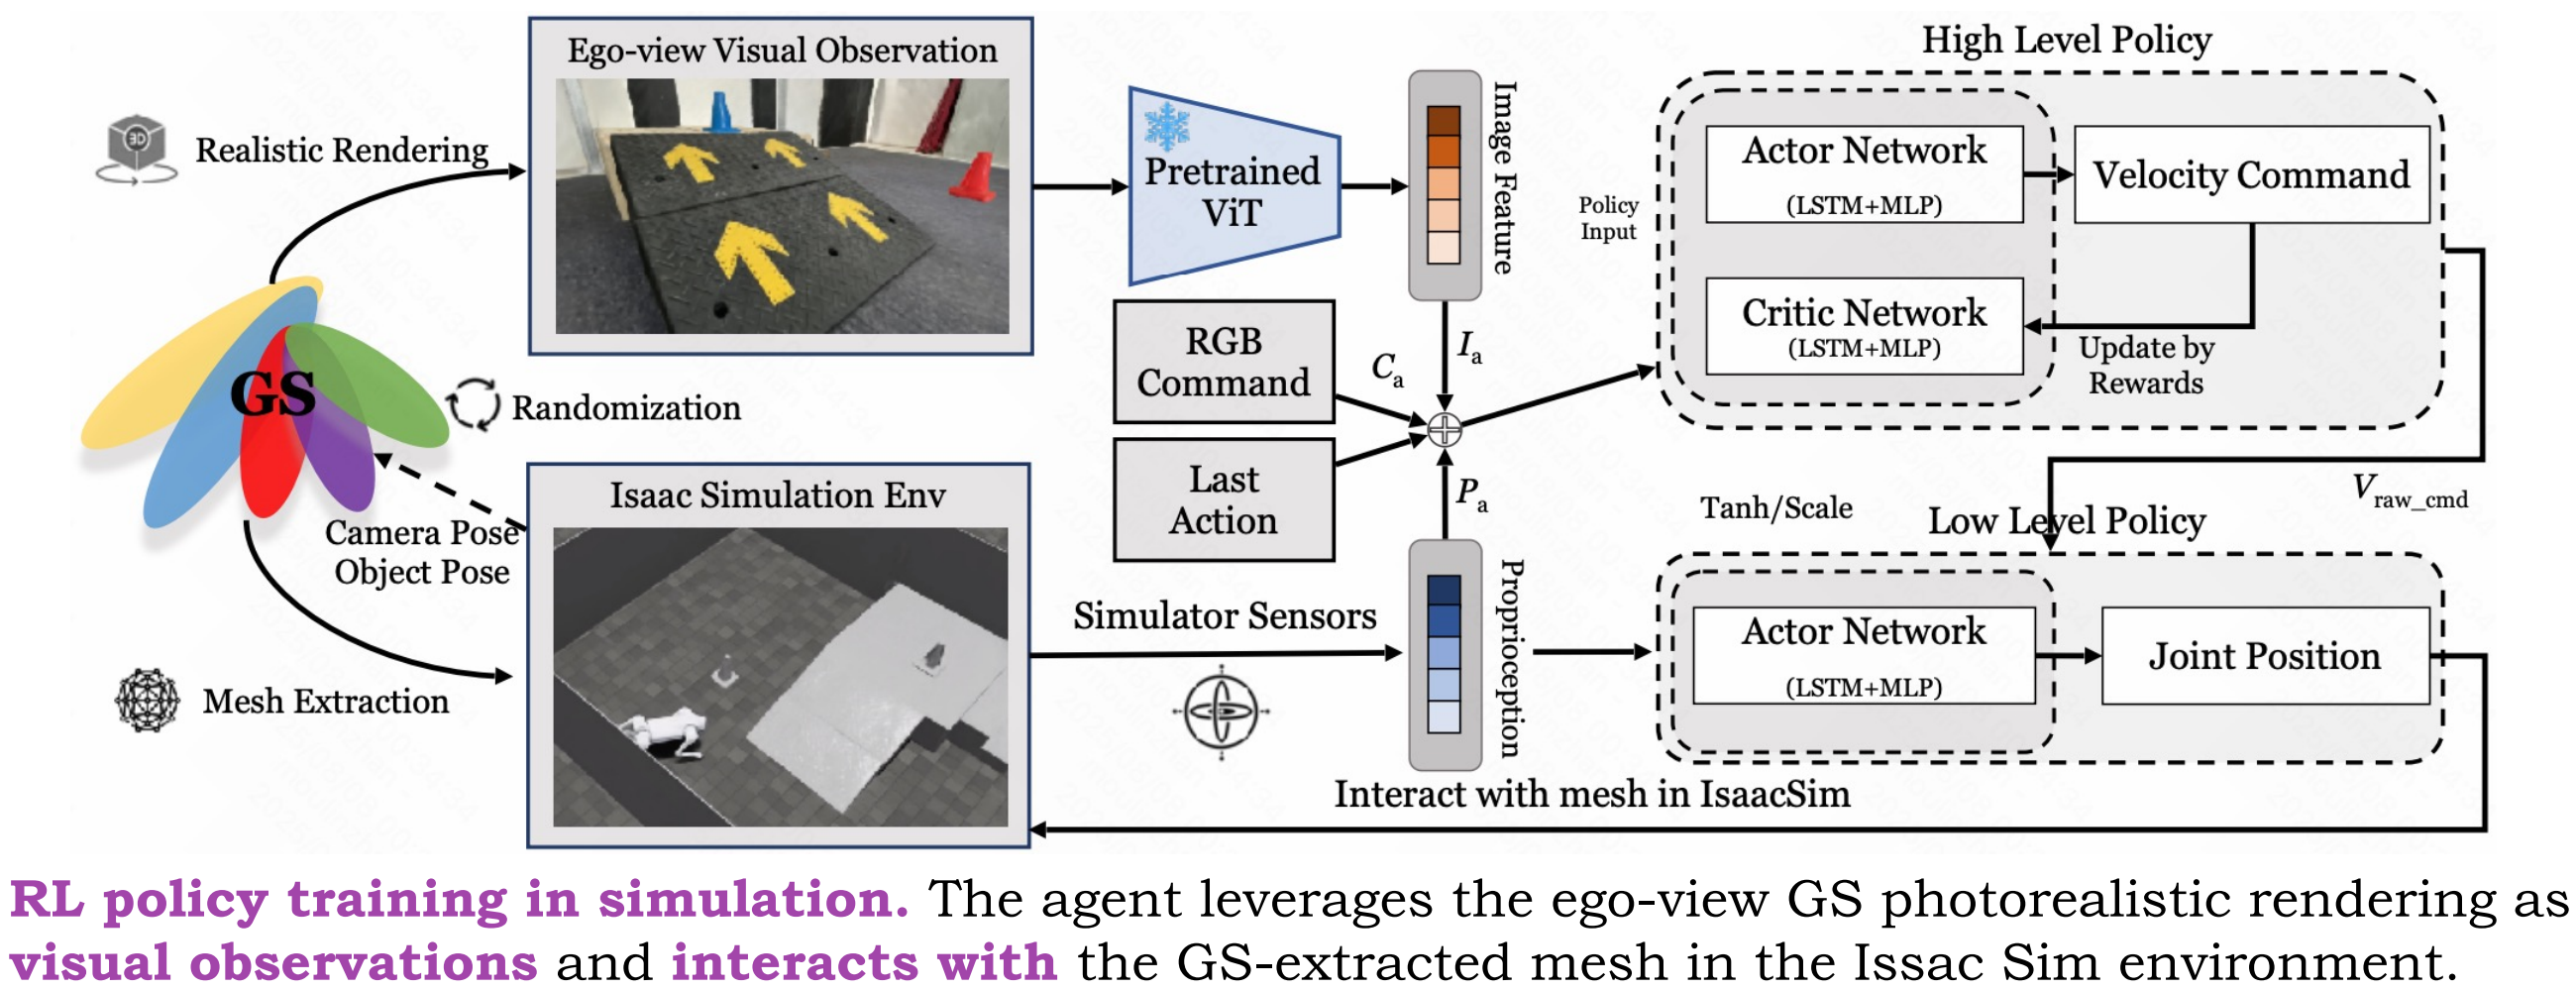 Ego-view Visual Observation
Realistic Rendering
3D
GS
Randomization
Camera Pose
Object Pose
Mesh Extraction
Isaac Simulation Env
Pretrained
ViT
Image Feature
RGB
Command
Last
Action
Cₐ
Iₐ
Pₐ
Simulator Sensors
Proprioception
Policy
Input
High Level Policy
Actor Network
(LSTM+MLP)
Velocity Command
Critic Network
(LSTM+MLP)
Update by
Rewards
V_raw_cmd
Tanh/Scale
Low Level Policy
Actor Network
(LSTM+MLP)
Joint Position
Interact with mesh in IsaacSim
RL policy training in simulation. The agent leverages the ego-view GS photorealistic rendering as
visual observations and interacts with the GS-extracted mesh in the Issac Sim environment.